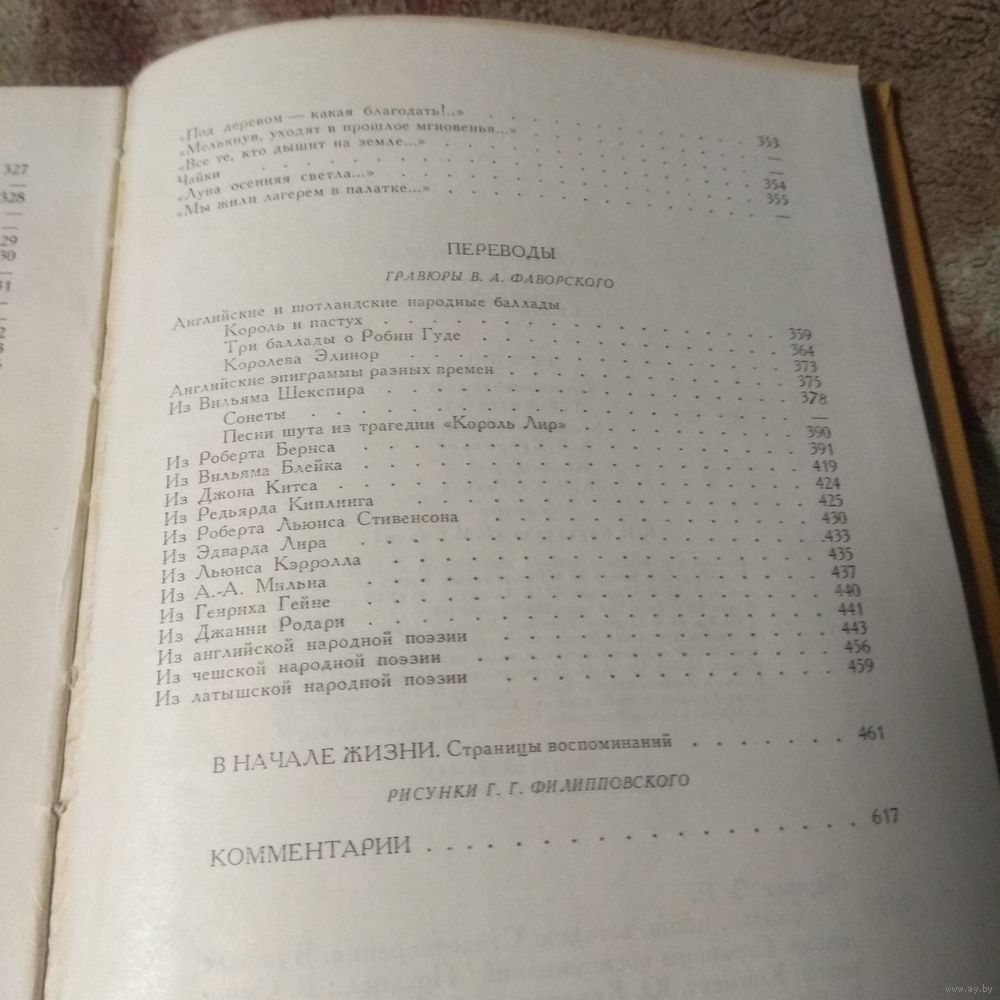 327
—
328
—
29
30
—
31
—
«Под деревом — какая благодать!..» . . . . . . . 353
«Мелькнув, уходят в прошлое мгновенья...» . . . . . . . —
«Все те, кто дышит на земле...» . . . . . . . —
Чайки . . . . . . . 354
«Луна осенняя светла...» . . . . . . . 355
«Мы жили лагерем в палатке...» . . . . . . . —
ПЕРЕВОДЫ
ГРАВЮРЫ В. А. ФАВОРСКОГО
Английские и шотландские народные баллады
Король и пастух . . . . . . . 359
Три баллады о Робин Гуде . . . . . . . 364
Королева Элинор . . . . . . . 373
Английские эпиграммы разных времен . . . . . . . 375
Из Вильяма Шекспира . . . . . . . 378
Сонеты . . . . . . . —
Песни шута из трагедии «Король Лир» . . . . . . . 390
Из Роберта Бернса . . . . . . . 391
Из Вильяма Блейка . . . . . . . 419
Из Джона Китса . . . . . . . 424
Из Редьярда Киплинга . . . . . . . 425
Из Роберта Льюиса Стивенсона . . . . . . . 430
Из Эдварда Лира . . . . . . . 433
Из Льюиса Кэрролла . . . . . . . 435
Из А.-А. Мильна . . . . . . . 437
Из Генриха Гейне . . . . . . . 440
Из Джанни Родари . . . . . . . 441
Из английской народной поэзии . . . . . . . 443
Из чешской народной поэзии . . . . . . . 456
Из латышской народной поэзии . . . . . . . 459
В НАЧАЛЕ ЖИЗНИ. Страницы воспоминаний . . . . . . . 461
РИСУНКИ Г. Г. ФИЛИППОВСКОГО
КОММЕНТАРИИ . . . . . . . 617
www.ay.by